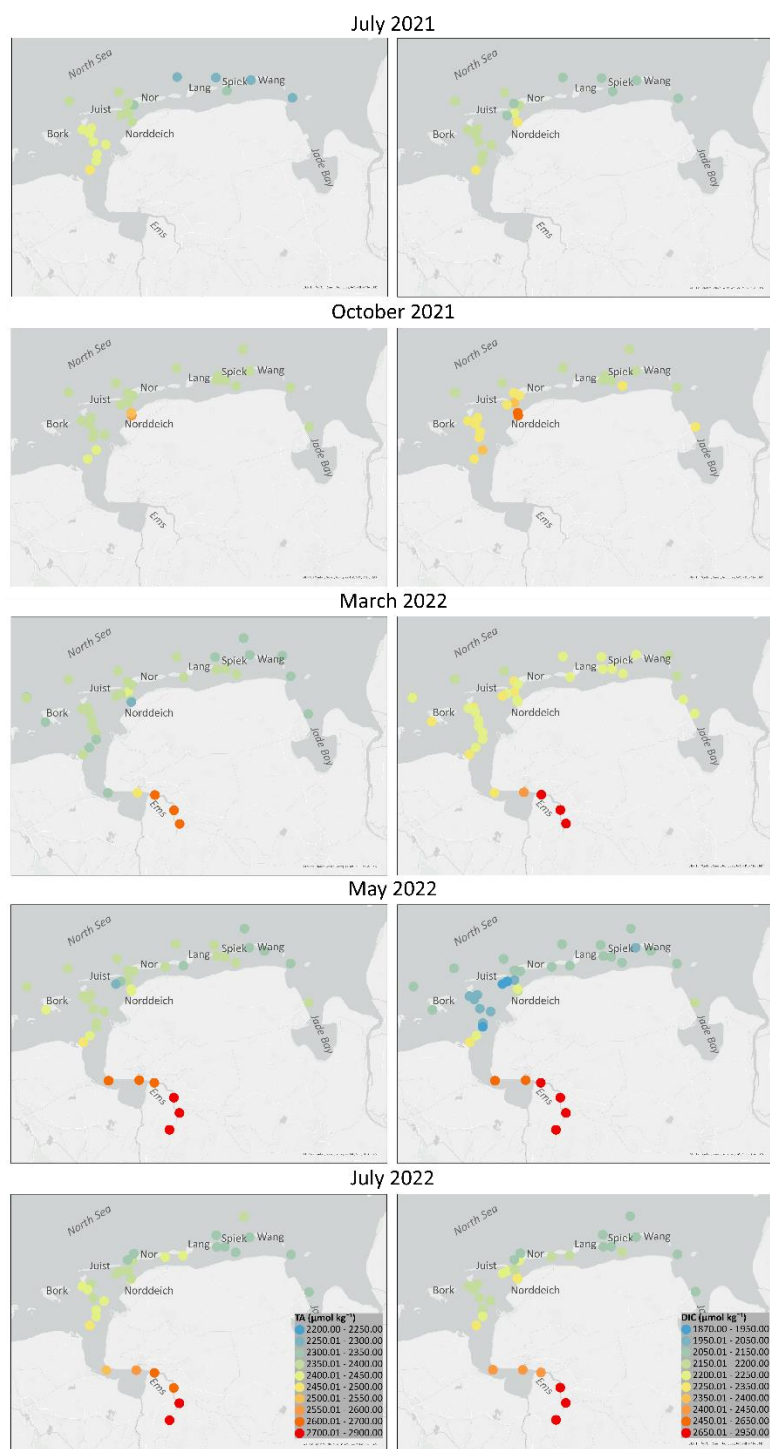 July 2021
North Sea
Nor
Lang
Spiek
Wang
Juist
Bork
Norddeich
Jade Bay
Ems
North Sea
Nor
Lang
Spiek
Wang
Juist
Bork
Norddeich
Jade Bay
Ems
October 2021
North Sea
Nor
Lang
Spiek
Wang
Juist
Bork
Norddeich
Jade Bay
Ems
North Sea
Nor
Lang
Spiek
Wang
Juist
Bork
Norddeich
Jade Bay
Ems
March 2022
North Sea
Nor
Lang
Spiek
Wang
Juist
Bork
Norddeich
Jade Bay
Ems
North Sea
Nor
Lang
Spiek
Wang
Juist
Bork
Norddeich
Jade Bay
Ems
May 2022
North Sea
Nor
Lang
Spiek
Wang
Juist
Bork
Norddeich
Jade Bay
Ems
North Sea
Nor
Lang
Spiek
Wang
Juist
Bork
Norddeich
Jade Bay
Ems
July 2022
North Sea
Nor
Lang
Spiek
Wang
Juist
Bork
Norddeich
Ems
TA (µmol kg⁻¹)
2200.00 - 2250.00
2250.01 - 2300.00
2300.01 - 2350.00
2350.01 - 2400.00
2400.01 - 2450.00
2450.01 - 2500.00
2500.01 - 2550.00
2550.01 - 2600.00
2600.01 - 2700.00
2700.01 - 2900.00
North Sea
Nor
Lang
Spiek
Wang
Juist
Bork
Norddeich
Ems
DIC (µmol kg⁻¹)
1870.00 - 1950.00
1950.01 - 2050.00
2050.01 - 2150.00
2150.01 - 2200.00
2200.01 - 2250.00
2250.01 - 2350.00
2350.01 - 2400.00
2400.01 - 2450.00
2450.01 - 2650.00
2650.01 - 2950.00